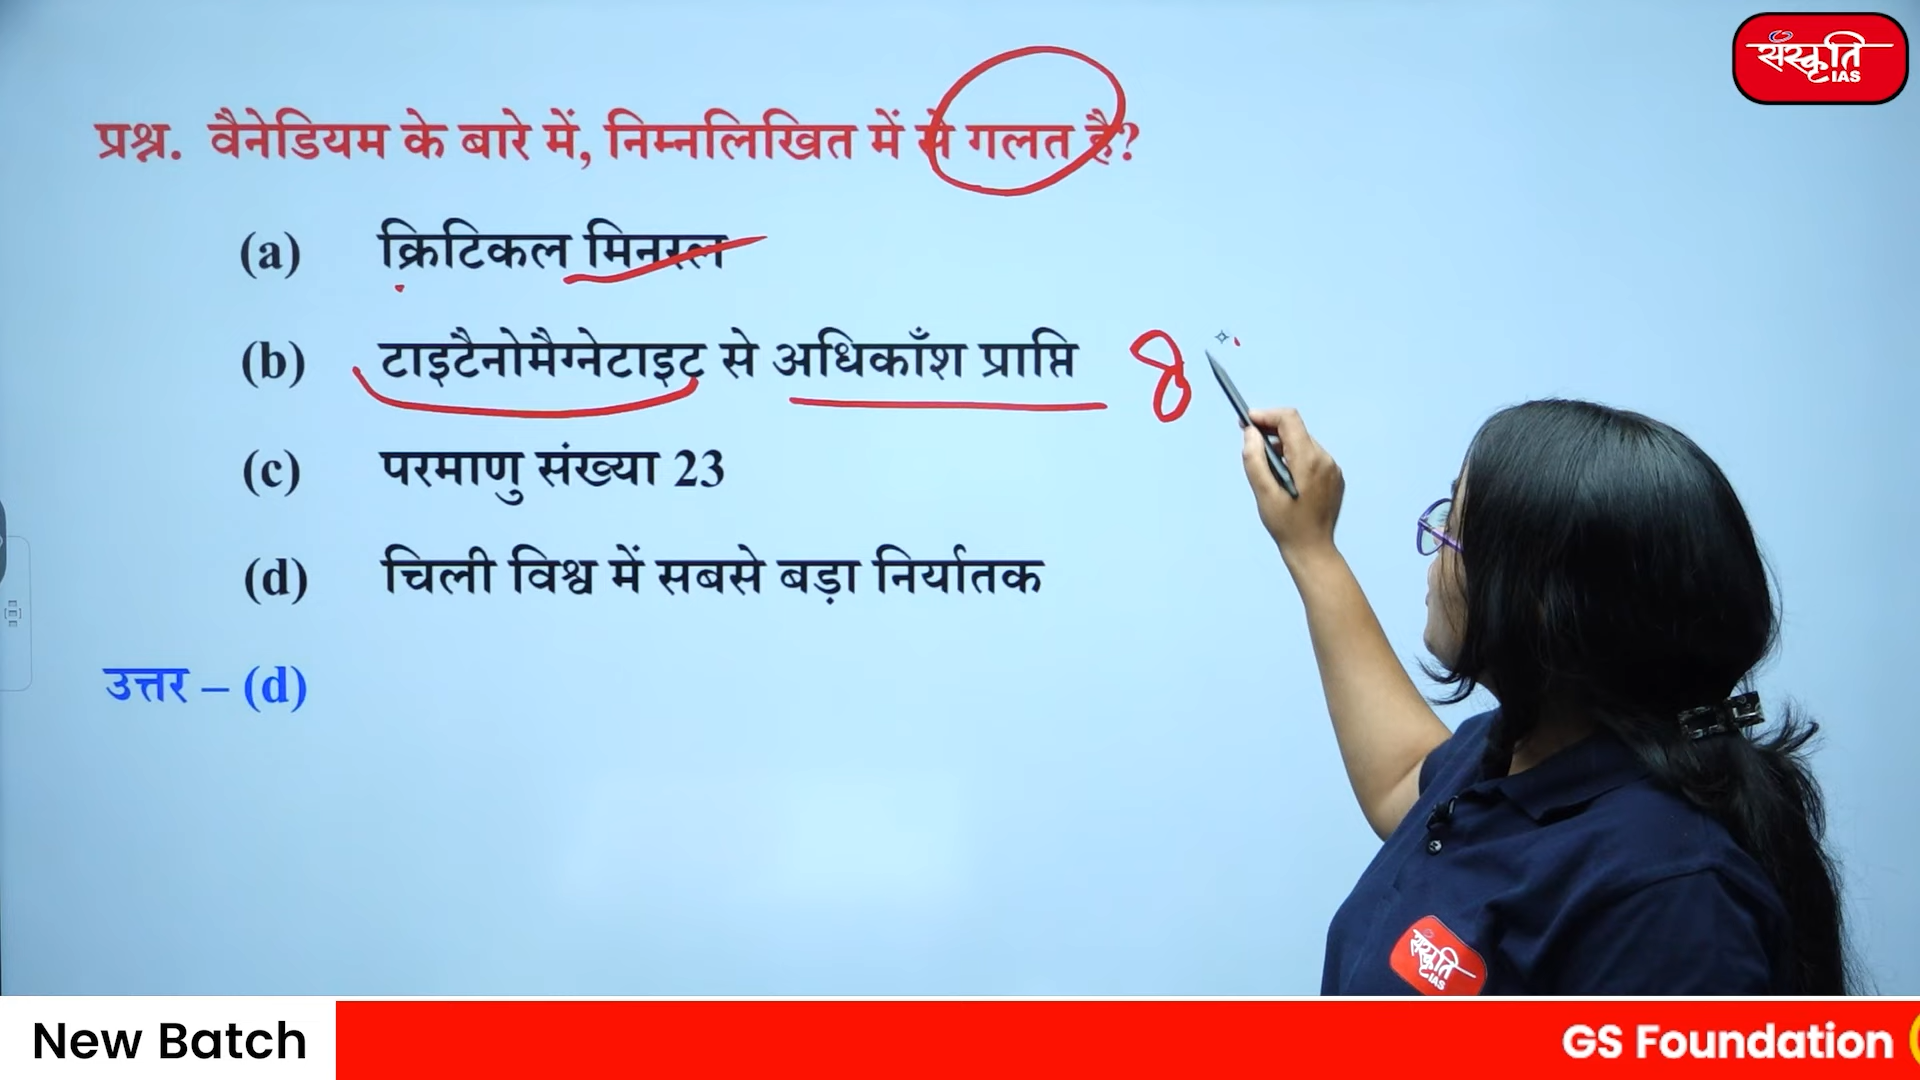 संस्कृति
IAS
प्रश्न. वैनेडियम के बारे में, निम्नलिखित में से गलत है?
(a) क्रिटिकल मिनरल
(b) टाइटैनोमैग्नेटाइट से अधिकाँश प्राप्ति 8
(c) परमाणु संख्या 23
(d) चिली विश्व में सबसे बड़ा निर्यातक
उत्तर – (d)
संस्कृति
IAS
New Batch
GS Foundation